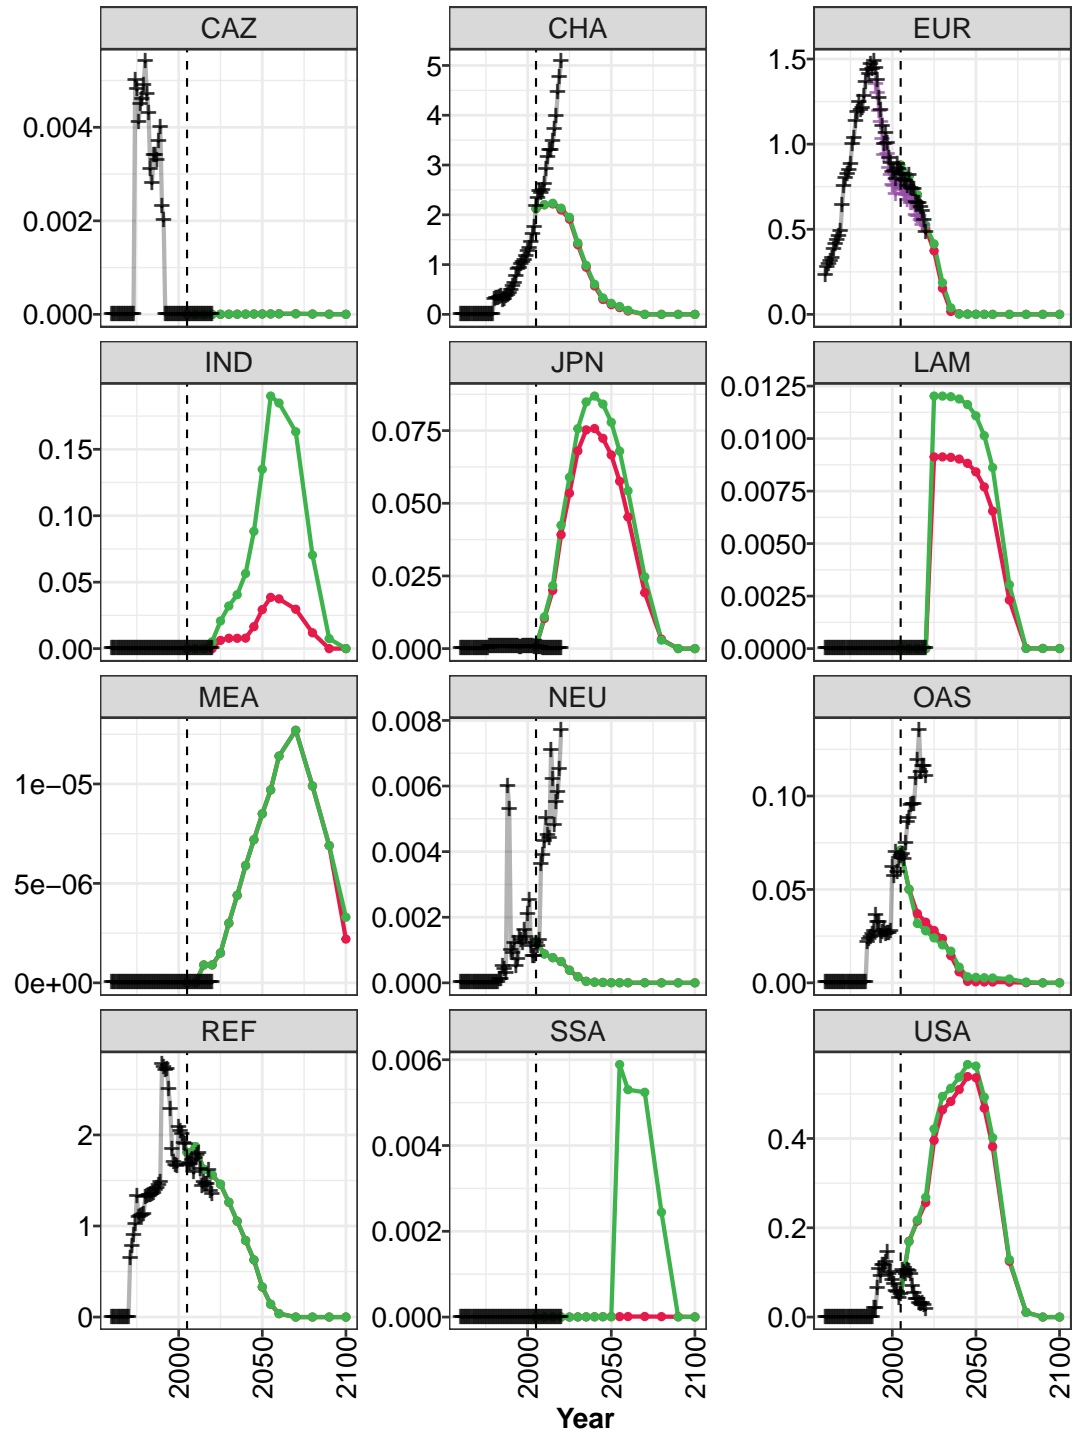 CAZ CHA EUR
0.004 0.002 0.000
5 4 3 2 1 0
1.5 1.0 0.5 0.0
IND JPN LAM
0.15 0.10 0.05 0.00
0.075 0.050 0.025 0.000
0.0125 0.0100 0.0075 0.0050 0.0025 0.0000
MEA NEU OAS
1e-05 5e-06 0e+00
0.008 0.006 0.004 0.002 0.000
0.10 0.05 0.00
REF SSA USA
2 1 0
0.006 0.004 0.002 0.000
0.4 0.2 0.0
2000 2050 2100 2000 2050 2100 2000 2050 2100
Year